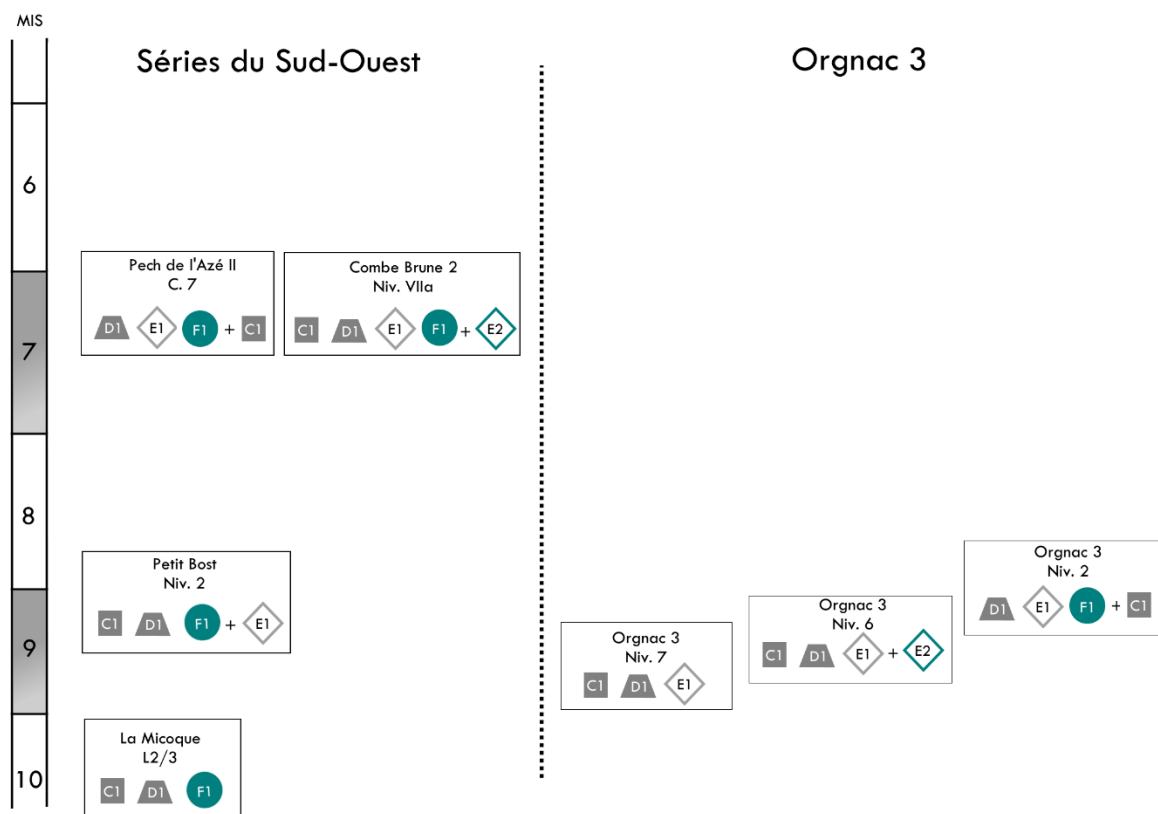 MIS
Séries du Sud-Ouest
Orgnac 3
6
7
8
9
10
Pech de l'Azé II
C. 7
D1 E1 F1 + C1
Combe Brune 2
Niv. VIIa
C1 D1 E1 F1 + E2
Petit Bost
Niv. 2
C1 D1 F1 + E1
La Micoque
L2/3
C1 D1 F1
Orgnac 3
Niv. 7
C1 D1 E1
Orgnac 3
Niv. 6
C1 D1 E1 + E2
Orgnac 3
Niv. 2
D1 E1 F1 + C1